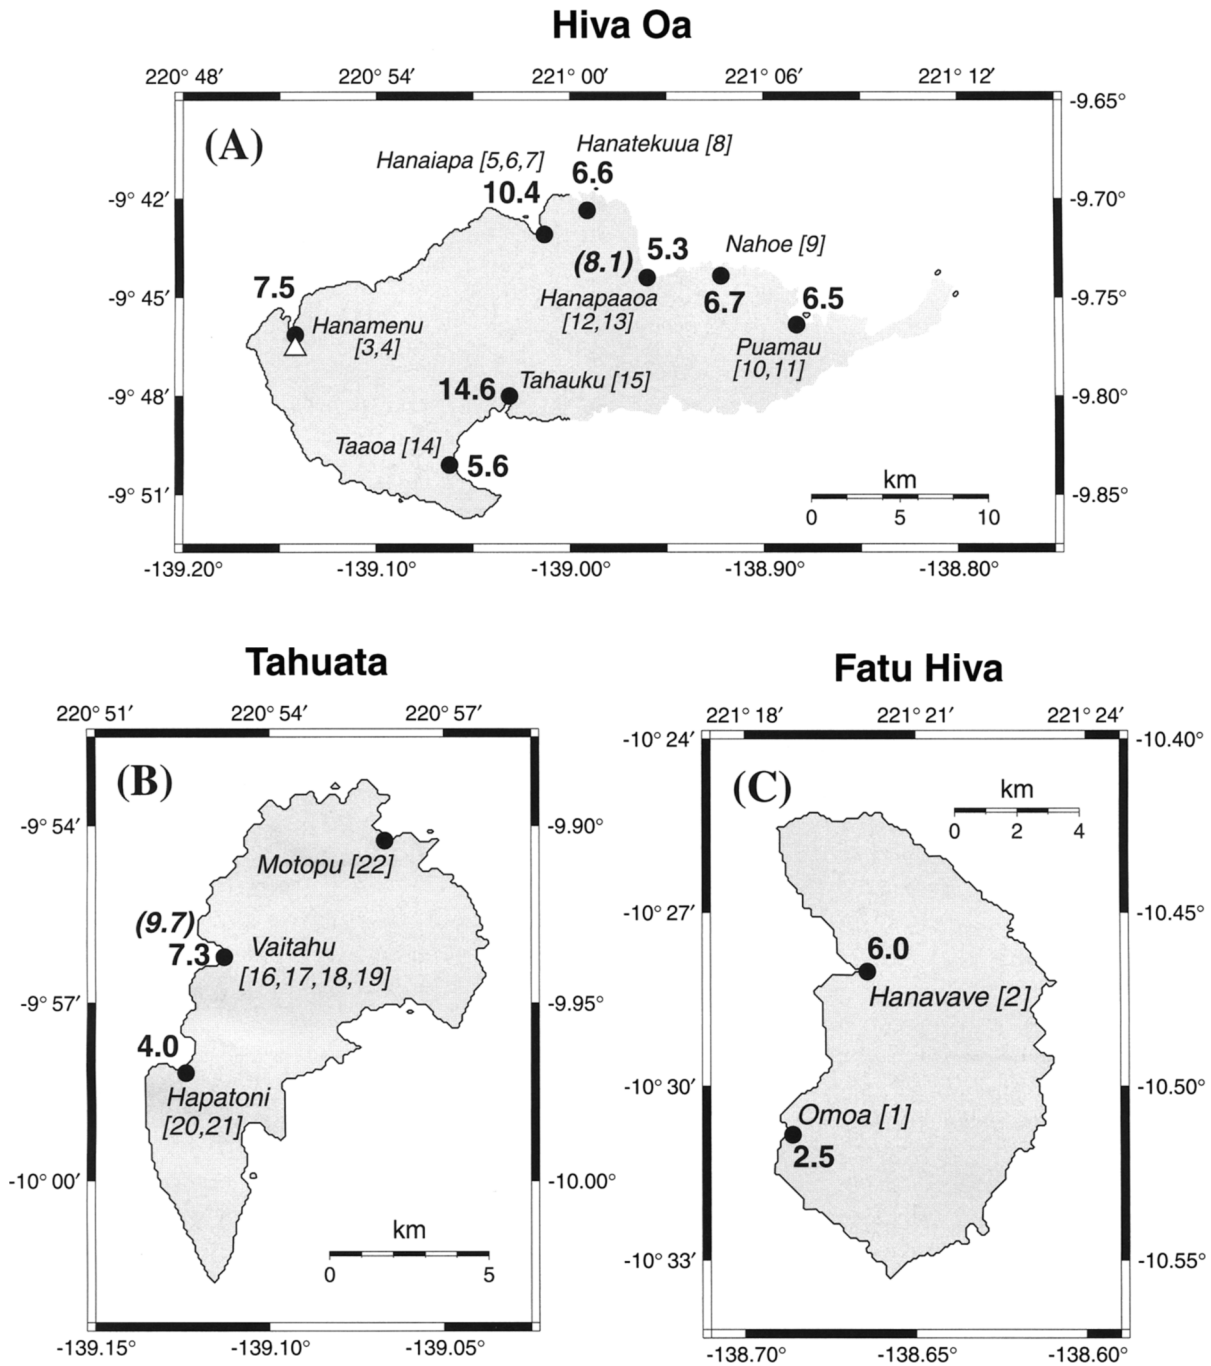 Hiva Oa
220° 48′ 220° 54′ 221° 00′ 221° 06′ 221° 12′
-9.65°
(A)
Hanatekuua [8]
Hanaiapa [5,6,7]
6.6
10.4
-9° 42′
-9.70°
Nahoe [9]
5.3
(8.1)
7.5
-9° 45′
-9.75°
Hanapaaoa
[12,13]
6.7
6.5
Hanamenu
[3,4]
Puamau
[10,11]
14.6
Tahauku [15]
-9° 48′
-9.80°
Taaoa [14]
5.6
km
0 5 10
-9° 51′
-9.85°
-139.20° -139.10° -139.00° -138.90° -138.80°
Tahuata
220° 51′ 220° 54′ 220° 57′
(B)
-9° 54′
-9.90°
Motopu [22]
(9.7)
7.3
Vaitahu
[16,17,18,19]
-9° 57′
-9.95°
4.0
Hapatoni
[20,21]
-10° 00′
-10.00°
km
0 5
-139.15° -139.10° -139.05°
Fatu Hiva
221° 18′ 221° 21′ 221° 24′
-10° 24′
-10.40°
(C)
km
0 2 4
-10° 27′
-10.45°
6.0
Hanavave [2]
-10° 30′
-10.50°
Omoa [1]
2.5
-10° 33′
-10.55°
-138.70° -138.65° -138.60°